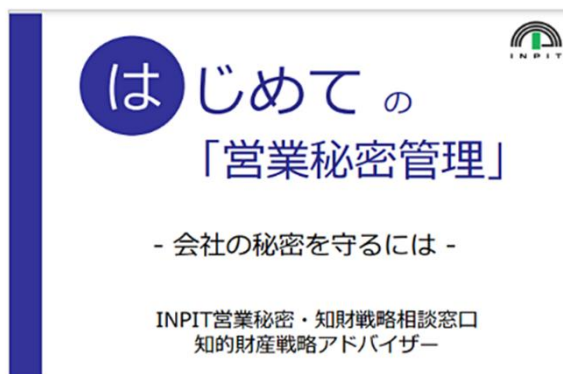 INPIT
はじめての
「営業秘密管理」
- 会社の秘密を守るには -
INPIT営業秘密・知財戦略相談窓口
知的財産戦略アドバイザー